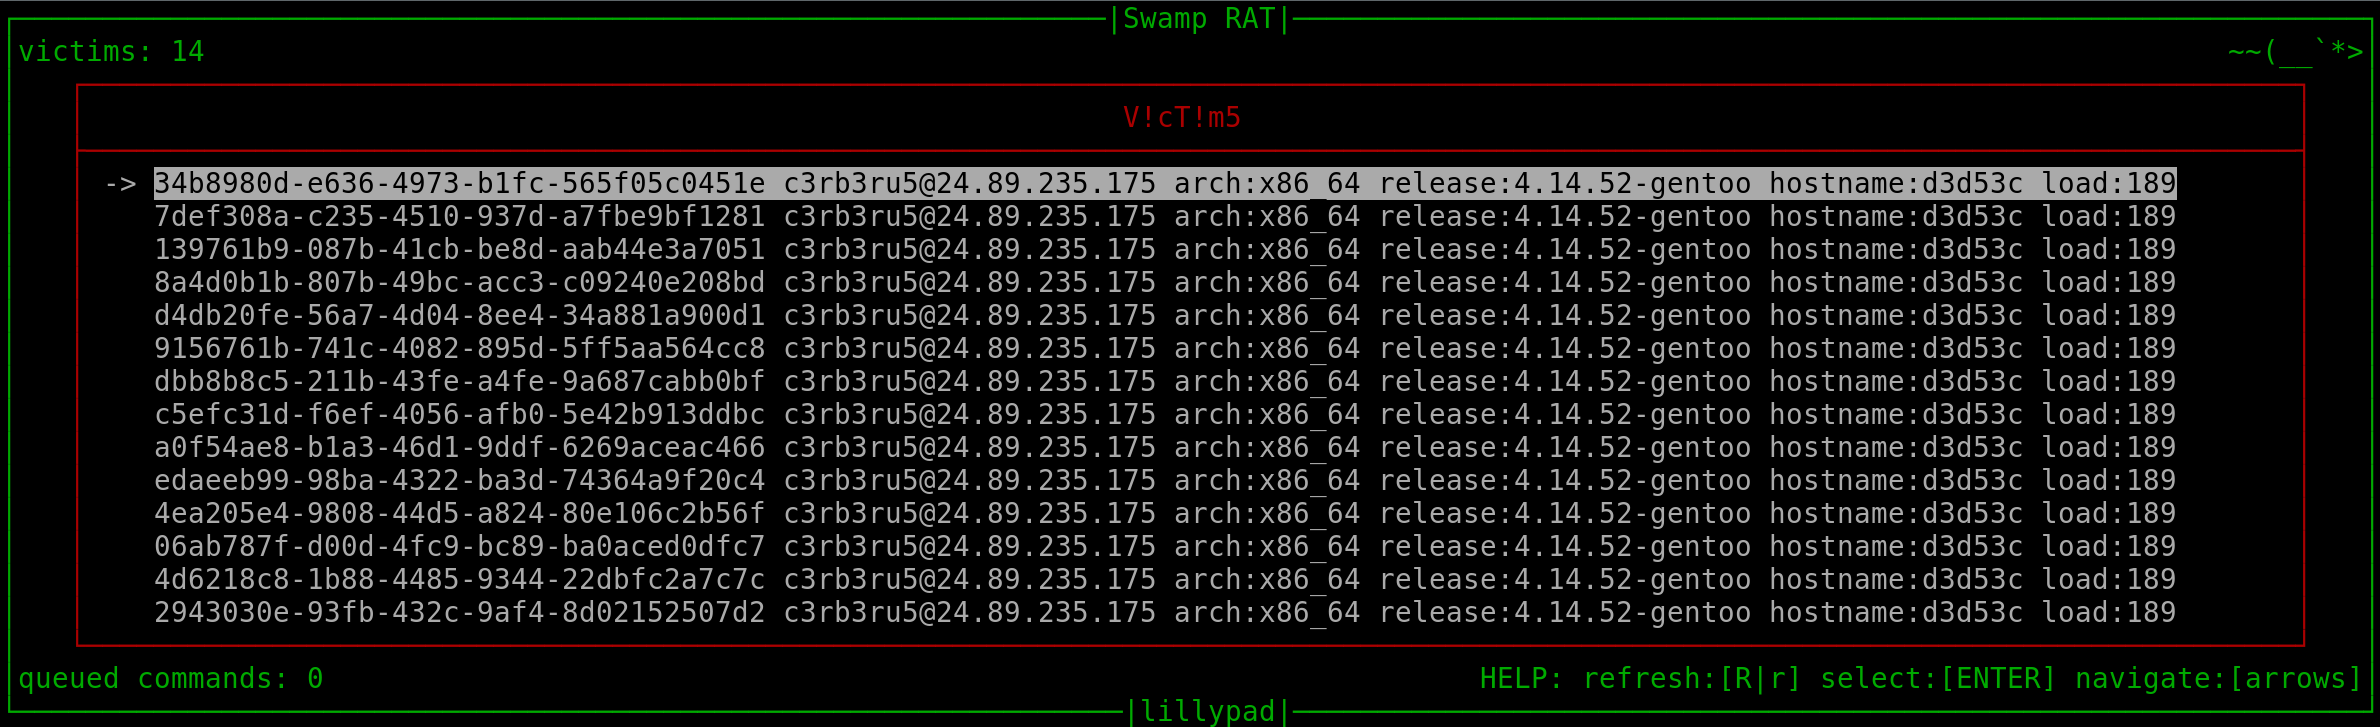 |Swamp RAT|
victims: 14 ~~(__`*>
V!cT!m5
-> 34b8980d-e636-4973-b1fc-565f05c0451e c3rb3ru5@24.89.235.175 arch:x86_64 release:4.14.52-gentoo hostname:d3d53c load:189
7def308a-c235-4510-937d-a7fbe9bf1281 c3rb3ru5@24.89.235.175 arch:x86_64 release:4.14.52-gentoo hostname:d3d53c load:189
139761b9-087b-41cb-be8d-aab44e3a7051 c3rb3ru5@24.89.235.175 arch:x86_64 release:4.14.52-gentoo hostname:d3d53c load:189
8a4d0b1b-807b-49bc-acc3-c09240e208bd c3rb3ru5@24.89.235.175 arch:x86_64 release:4.14.52-gentoo hostname:d3d53c load:189
d4db20fe-56a7-4d04-8ee4-34a881a900d1 c3rb3ru5@24.89.235.175 arch:x86_64 release:4.14.52-gentoo hostname:d3d53c load:189
9156761b-741c-4082-895d-5ff5aa564cc8 c3rb3ru5@24.89.235.175 arch:x86_64 release:4.14.52-gentoo hostname:d3d53c load:189
dbb8b8c5-211b-43fe-a4fe-9a687cabb0bf c3rb3ru5@24.89.235.175 arch:x86_64 release:4.14.52-gentoo hostname:d3d53c load:189
c5efc31d-f6ef-4056-afb0-5e42b913ddbc c3rb3ru5@24.89.235.175 arch:x86_64 release:4.14.52-gentoo hostname:d3d53c load:189
a0f54ae8-b1a3-46d1-9ddf-6269aceac466 c3rb3ru5@24.89.235.175 arch:x86_64 release:4.14.52-gentoo hostname:d3d53c load:189
edaeeb99-98ba-4322-ba3d-74364a9f20c4 c3rb3ru5@24.89.235.175 arch:x86_64 release:4.14.52-gentoo hostname:d3d53c load:189
4ea205e4-9808-44d5-a824-80e106c2b56f c3rb3ru5@24.89.235.175 arch:x86_64 release:4.14.52-gentoo hostname:d3d53c load:189
06ab787f-d00d-4fc9-bc89-ba0aced0dfc7 c3rb3ru5@24.89.235.175 arch:x86_64 release:4.14.52-gentoo hostname:d3d53c load:189
4d6218c8-1b88-4485-9344-22dbfc2a7c7c c3rb3ru5@24.89.235.175 arch:x86_64 release:4.14.52-gentoo hostname:d3d53c load:189
2943030e-93fb-432c-9af4-8d02152507d2 c3rb3ru5@24.89.235.175 arch:x86_64 release:4.14.52-gentoo hostname:d3d53c load:189
queued commands: 0 HELP: refresh:[R|r] select:[ENTER] navigate:[arrows]
|lillypad|